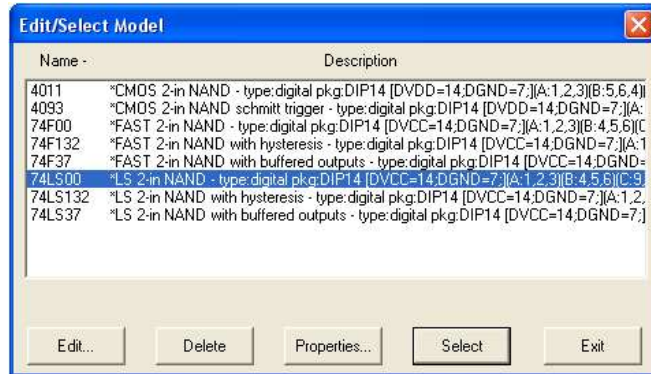 Edit/Select Model
Name - Description
4011 *CMOS 2-in NAND - type:digital pkg:DIP14 [DVDD=14;DGND=7;](A:1,2,3)(B:5,6,4)(
4093 *CMOS 2-in NAND schmitt trigger - type:digital pkg:DIP14 [DVDD=14;DGND=7;](A:
74F00 *FAST 2-in NAND - type:digital pkg:DIP14 [DVCC=14;DGND=7;](A:1,2,3)(B:4,5,6)(C
74F132 *FAST 2-in NAND with hysteresis - type:digital pkg:DIP14 [DVCC=14;DGND=7;](A:1
74F37 *FAST 2-in NAND with buffered outputs - type:digital pkg:DIP14 [DVCC=14;DGND=
74LS00 *LS 2-in NAND - type:digital pkg:DIP14 [DVCC=14;DGND=7;](A:1,2,3)(B:4,5,6)(C:9,
74LS132 *LS 2-in NAND with hysteresis - type:digital pkg:DIP14 [DVCC=14;DGND=7;](A:1,2,
74LS37 *LS 2-in NAND with buffered outputs - type:digital pkg:DIP14 [DVCC=14;DGND=7;]
Edit... Delete Properties... Select Exit